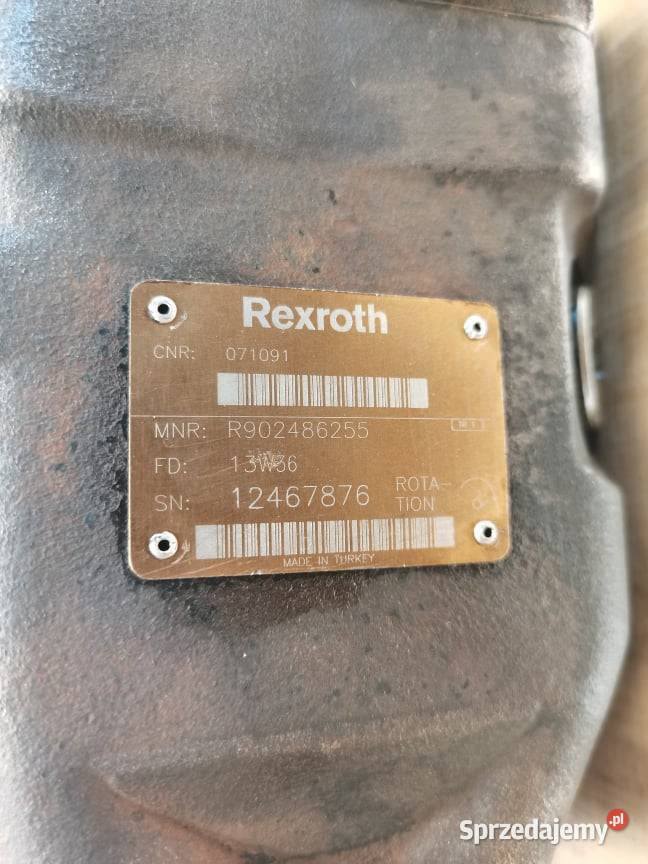 Rexroth
CNR: 071091
MNR: R902486255
FD: 13W36
SN: 12467876 ROTA-
TION
MADE IN TURKEY
Sprzedajemy.pl